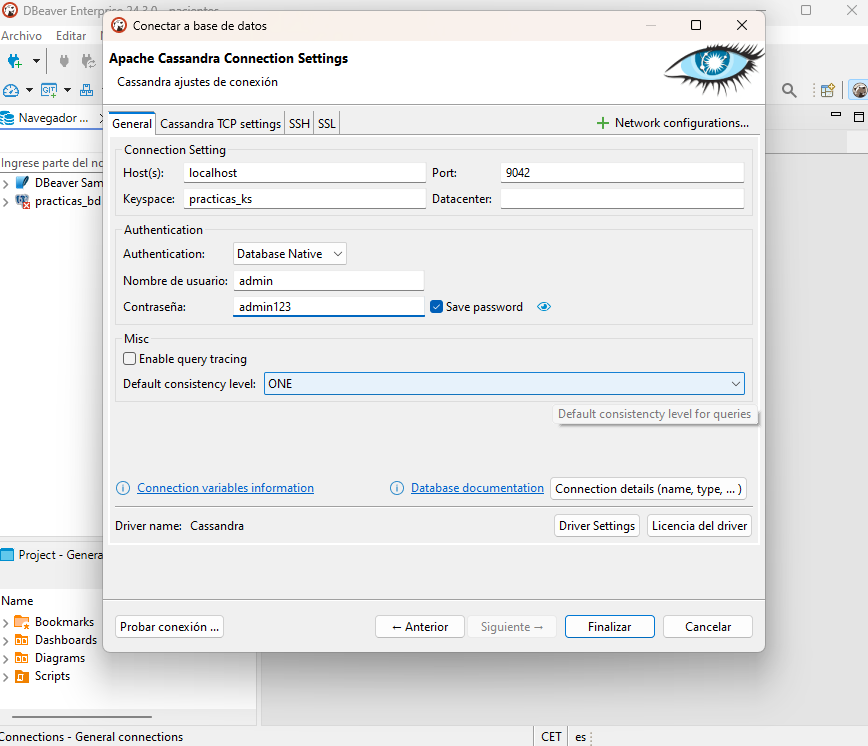 DBeaver Enterprise 24.3.0 - pacientes
Conectar a base de datos
Archivo Editar
Apache Cassandra Connection Settings
Cassandra ajustes de conexión
Navegador ...
General Cassandra TCP settings SSH SSL Network configurations...
Ingrese parte del no
DBeaver Sam
practicas_bd
Connection Setting
Host(s): localhost Port: 9042
Keyspace: practicas_ks Datacenter:
Authentication
Authentication: Database Native
Nombre de usuario: admin
Contraseña: admin123 Save password
Misc
Enable query tracing
Default consistency level: ONE
Default consistencty level for queries
Connection variables information Database documentation Connection details (name, type, ... )
Driver name: Cassandra Driver Settings Licencia del driver
Project - Genera
Name
Bookmarks
Dashboards
Diagrams
Scripts
Probar conexión ... ← Anterior Siguiente → Finalizar Cancelar
Connections - General connections CET es